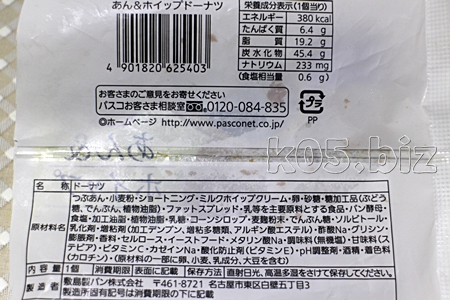 あん&ホイップドーナツ
4 901820 625403
栄養成分表示(1個当り)
エネルギー 380 kcal
たんぱく質 6.4 g
脂質 19.2 g
炭水化物 45.4 g
ナトリウム 233 mg
(食塩相当量 0.6 g)
お客さまのご意見をお寄せください
パスコお客さま相談室 0120-084-835
◎ホームページ http://www.pasconet.co.jp/
プラ
PP
k05.biz
名称 ドーナツ
原材料名 つぶあん・小麦粉・ショートニング・ミルクホイップクリーム・卵・砂糖・糖加工品(ぶどう
糖、でんぷん、植物油脂)・ファットスプレッド・乳等を主要原料とする食品・パン酵母
・食塩・加工油脂・植物油脂・乳糖・コーンシロップ・脱脂粉乳・でんぷん・水あめ・ソルビトール・
乳化剤・増粘剤(加工デンプン、増粘多糖類、アルギン酸エステル)・酢酸Na・グリシン・
膨脹剤・香料・セルロース・イーストフード・メタリン酸Na・調味料(無機塩)・甘味料(ス
テビア)・ビタミンC・カゼインNa・酸化防止剤(ビタミンE)・pH調整剤・酒精・着色料
(カロチン)・(原材料の一部に卵、小麦、乳成分、大豆を含む)
内容量 1個 消費期限 表面に記載 保存方法 直射日光、高温多湿をさけて保存してください。
製造者 敷島製パン株式会社 〒461-8721 名古屋市東区白壁五丁目3
製造所固有記号は消費期限の下に記載